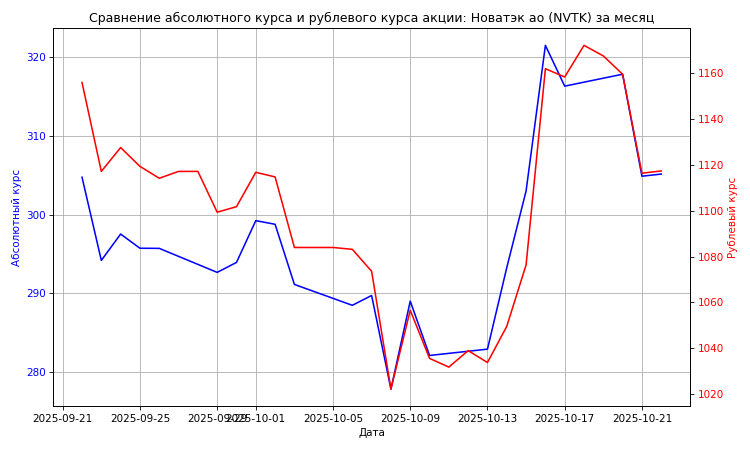 Сравнение абсолютного курса и рублевого курса акции: Новатэк ао (NVTK) за месяц
Абсолютный курс
320
310
300
290
280
1160
1140
1120
1100
1080
1060
1040
1020
Рублевый курс
2025-09-21 2025-09-25 2025-09-29 2025-10-01 2025-10-05 2025-10-09 2025-10-13 2025-10-17 2025-10-21
Дата